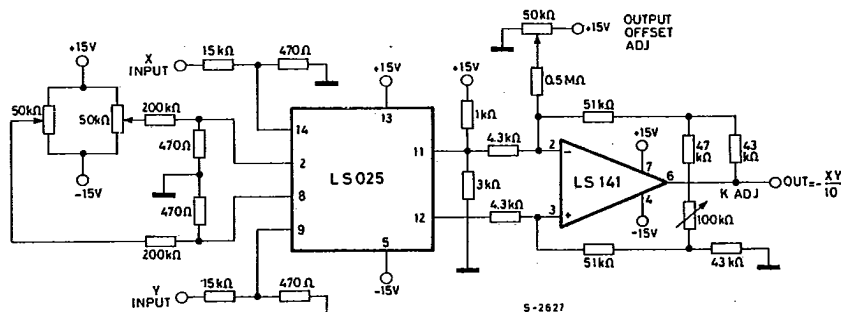 50kΩ
+15V
OUTPUT
OFFSET
ADJ
X
INPUT
15kΩ
470Ω
+15V
+15V
0.5MΩ
+15V
50kΩ
50kΩ
200kΩ
1kΩ
51kΩ
13
14
47
kΩ
43
kΩ
470Ω
2
LS025
11
4.3kΩ
2
-
+15V
7
-15V
LS141
6
K ADJ
OUT=-XY/10
3kΩ
470Ω
8
12
4.3kΩ
3
+
4
-15V
100kΩ
9
200kΩ
5
51kΩ
43kΩ
Y
INPUT
15kΩ
470Ω
-15V
S-2627